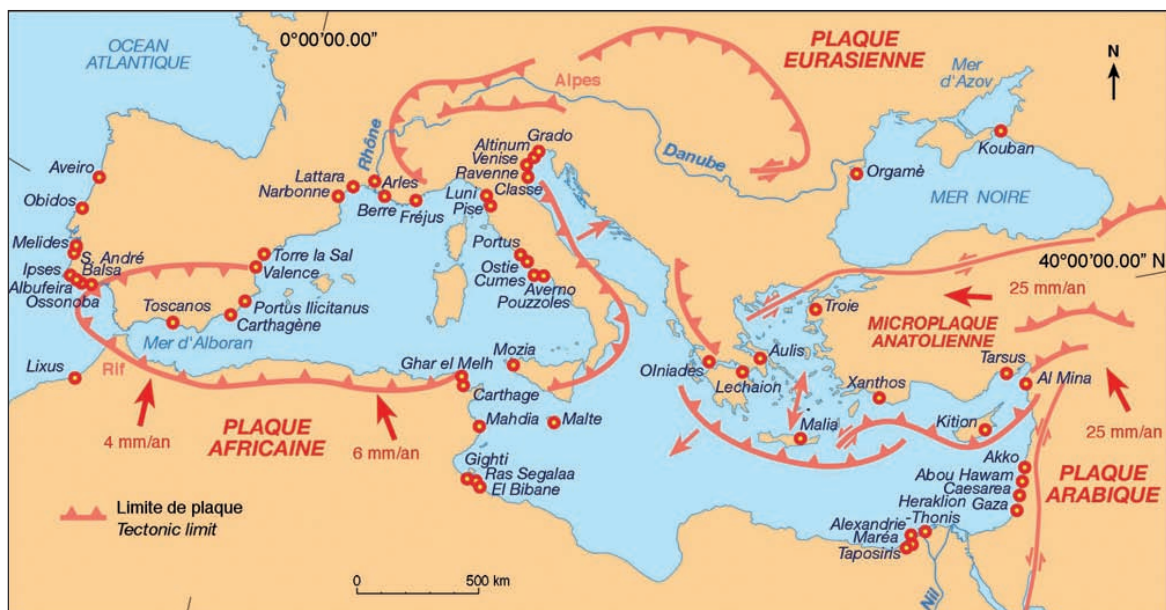 OCEAN
ATLANTIQUE
0°00'00.00"
PLAQUE
EURASIENNE
Mer
d'Azov
N
Alpes
Rhône
Danube
Grado
Altinum
Venise
Ravenne
Classe
Kouban
Orgamè
MER NOIRE
Aveiro
Lattara
Narbonne
Arles
Berre
Fréjus
Luni
Pise
Obidos
Melides
S. André
Ipses
Balsa
Albufeira
Ossonoba
Torre la Sal
Valence
Portus
Ostie
Cumes
Averno
Pouzzoles
40°00'00.00" N
25 mm/an
Toscanos
Portus Ilicitanus
Carthagène
Troie
MICROPLAQUE
ANATOLIENNE
Mer d'Alboran
Rif
Lixus
Ghar el Melh
Mozia
Carthage
Olniades
Aulis
Lechaion
Xanthos
Tarsus
Al Mina
4 mm/an
PLAQUE
AFRICAINE
6 mm/an
Mahdia
Malte
Malia
Kition
25 mm/an
Gighti
Ras Segalaa
El Bibane
Akko
Abou Hawam
Caesarea
Gaza
PLAQUE
ARABIQUE
Heraklion
-Thonis
Alexandrie
Maréa
Taposiris
Nil
Limite de plaque
Tectonic limit
0
500 km